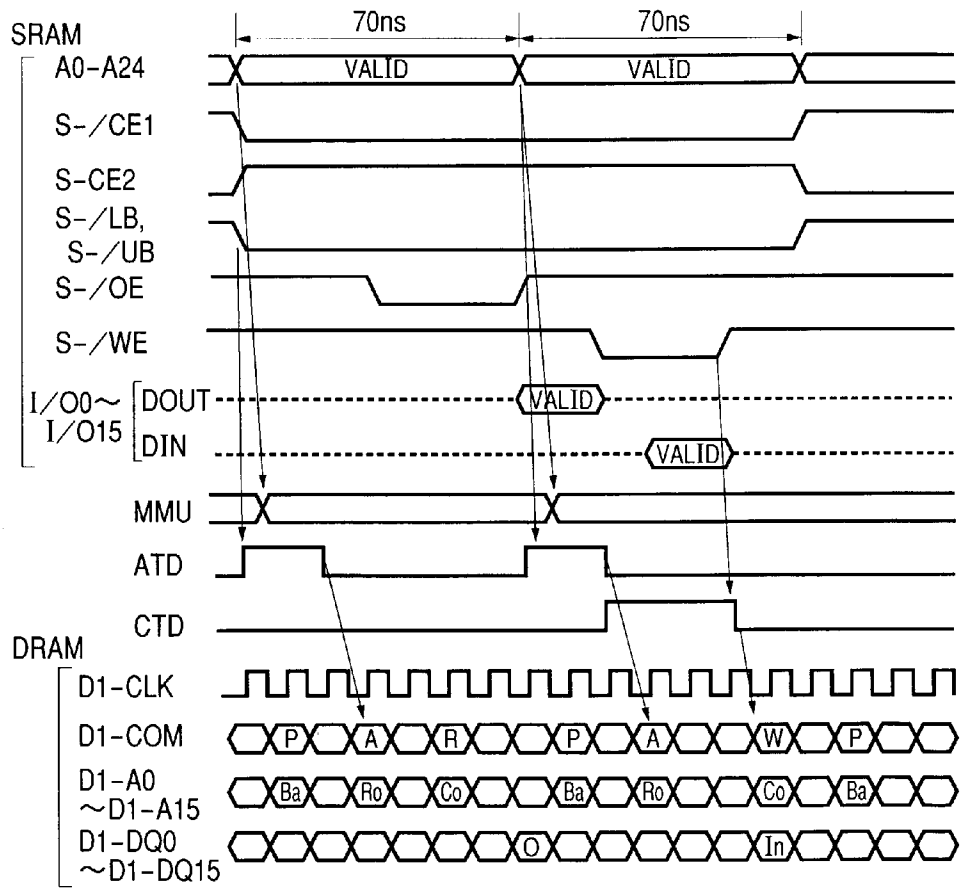 70ns 70ns
SRAM
A0-A24 VALID VALID
S-/CE1
S-CE2
S-/LB,
S-/UB
S-/OE
S-/WE
I/O0~
I/O15
DOUT VALID
DIN VALID
MMU
ATD
CTD
DRAM
D1-CLK
D1-COM P A R P A W P
D1-A0
~D1-A15 Ba Ro Co Ba Ro Co Ba
D1-DQ0
~D1-DQ15 O In